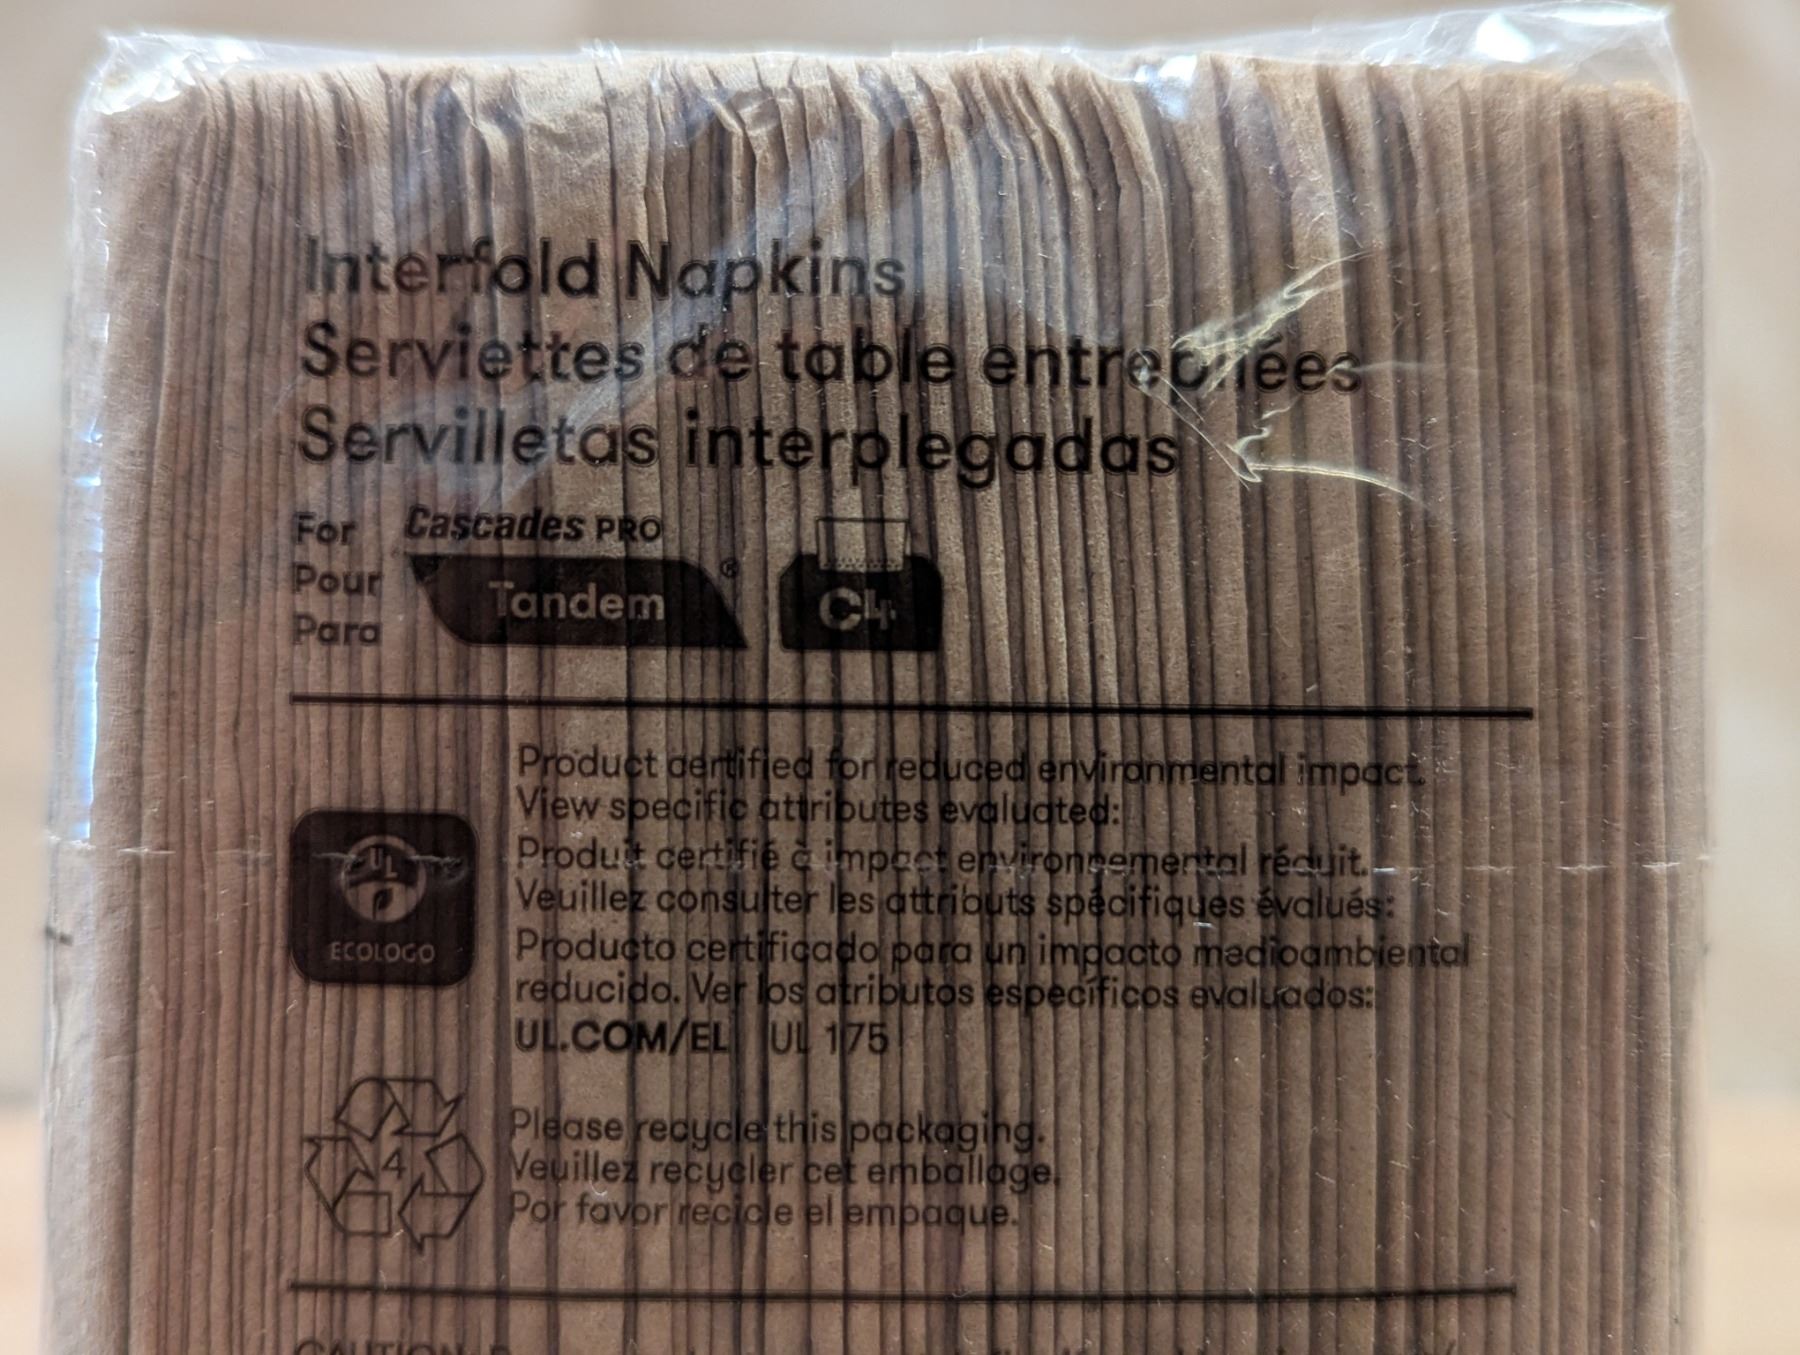 Interfold Napkins
Serviettes de table entrepliées
Servilletas interplegadas
For
Pour
Para
Cascades PRO
Tandem®
C4
Product certified for reduced environmental impact.
View specific attributes evaluated:
Produit certifié à impact environnemental réduit.
Veuillez consulter les attributs spécifiques évalués:
Producto certificado para un impacto medioambiental
reducido. Ver los atributos específicos evaluados:
UL.COM/EL UL 175
UL
ECOLOGO
Please recycle this packaging.
Veuillez recycler cet emballage.
Por favor recicle el empaque.
4
CAUTION: